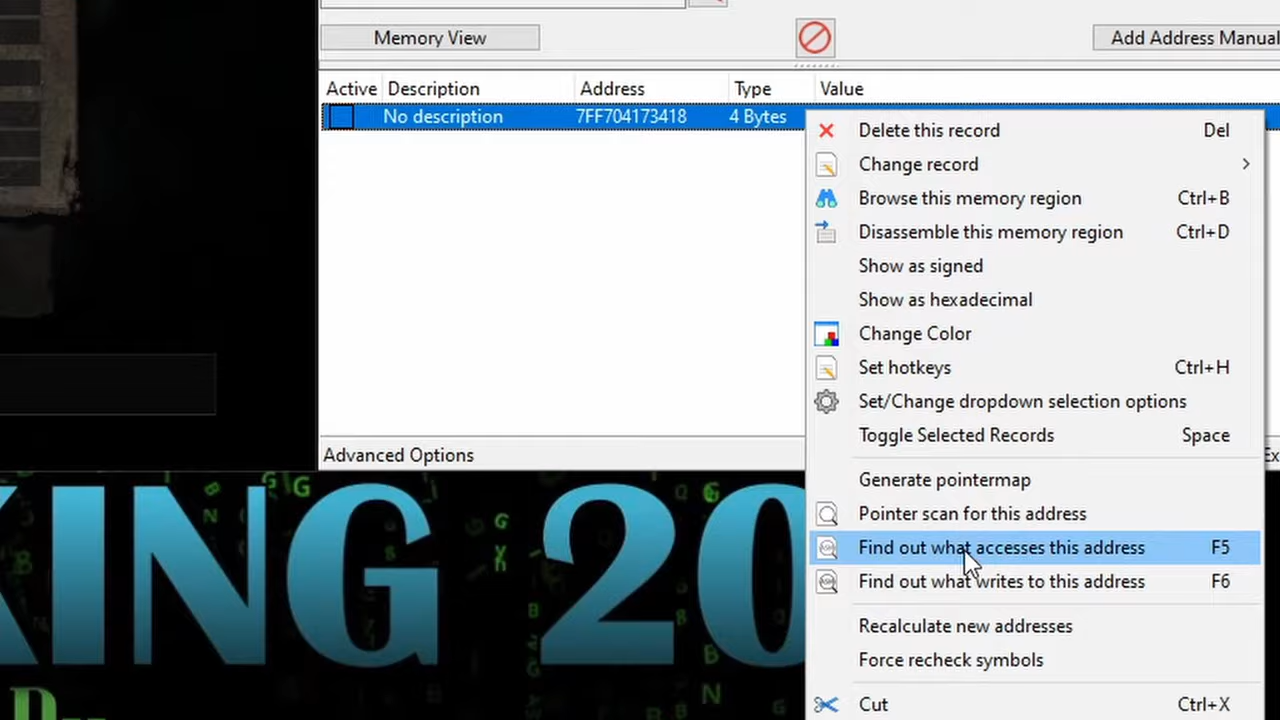 Memory View
Add Address Manual
Active Description Address Type Value
No description 7FF704173418 4 Bytes
Delete this record Del
Change record
Browse this memory region Ctrl+B
Disassemble this memory region Ctrl+D
Show as signed
Show as hexadecimal
Change Color
Set hotkeys Ctrl+H
Set/Change dropdown selection options
Toggle Selected Records Space
Advanced Options
Ex
Generate pointermap
Pointer scan for this address
Find out what accesses this address F5
Find out what writes to this address F6
Recalculate new addresses
Force recheck symbols
Cut Ctrl+X
KING 20